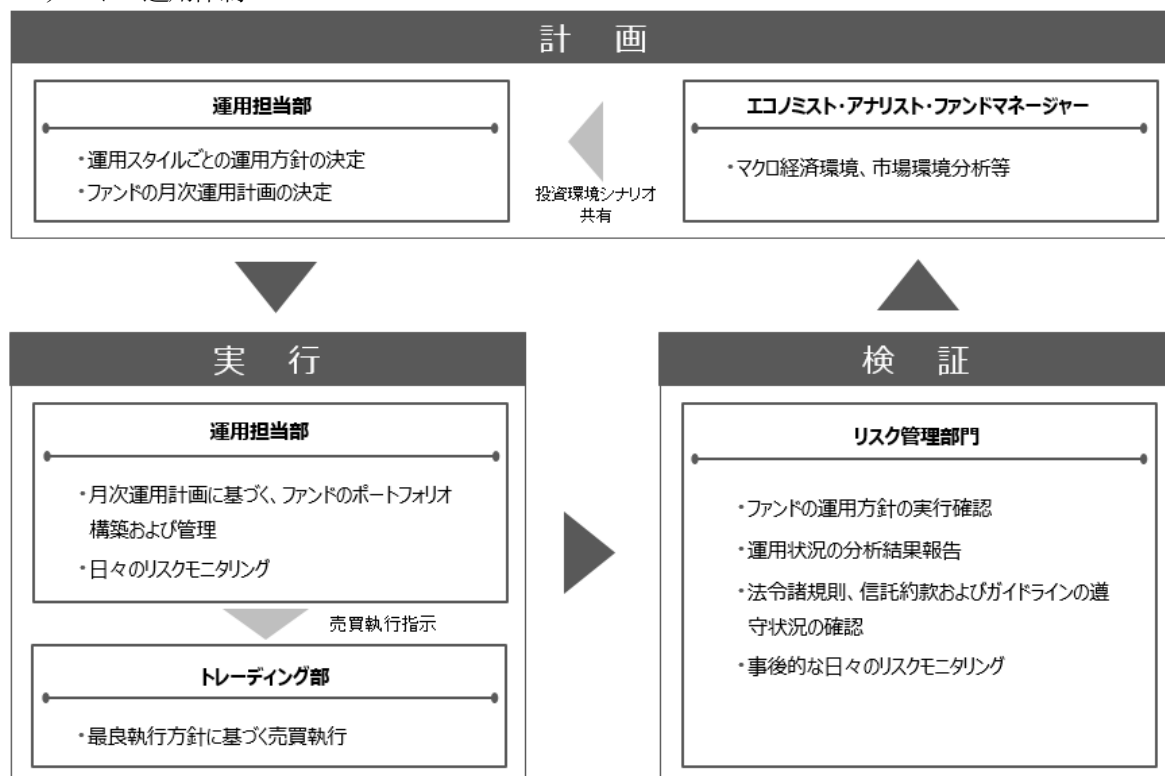 計 画
運用担当部
・運用スタイルごとの運用方針の決定
・ファンドの月次運用計画の決定
投資環境シナリオ
共有
エコノミスト・アナリスト・ファンドマネージャー
・マクロ経済環境、市場環境分析等
実 行
運用担当部
・月次運用計画に基づく、ファンドのポートフォリオ
構築および管理
・日々のリスクモニタリング
売買執行指示
トレーディング部
・最良執行方針に基づく売買執行
検 証
リスク管理部門
・ファンドの運用方針の実行確認
・運用状況の分析結果報告
・法令諸規則、信託約款およびガイドラインの遵
守状況の確認
・事後的な日々のリスクモニタリング